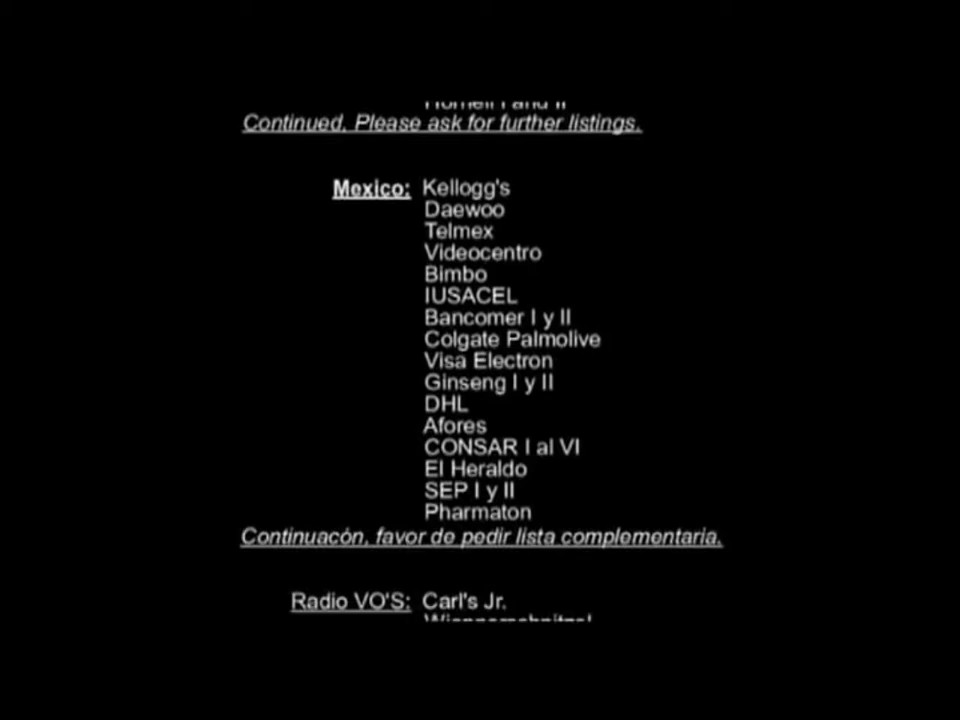 Continued, Please ask for further listings.
Mexico: Kellogg's
Daewoo
Telmex
Videocentro
Bimbo
IUSACEL
Bancomer I y II
Colgate Palmolive
Visa Electron
Ginseng I y II
DHL
Afores
CONSAR I al VI
El Heraldo
SEP I y II
Pharmaton
Continuacón, favor de pedir lista complementaria.
Radio VO'S: Carl's Jr.